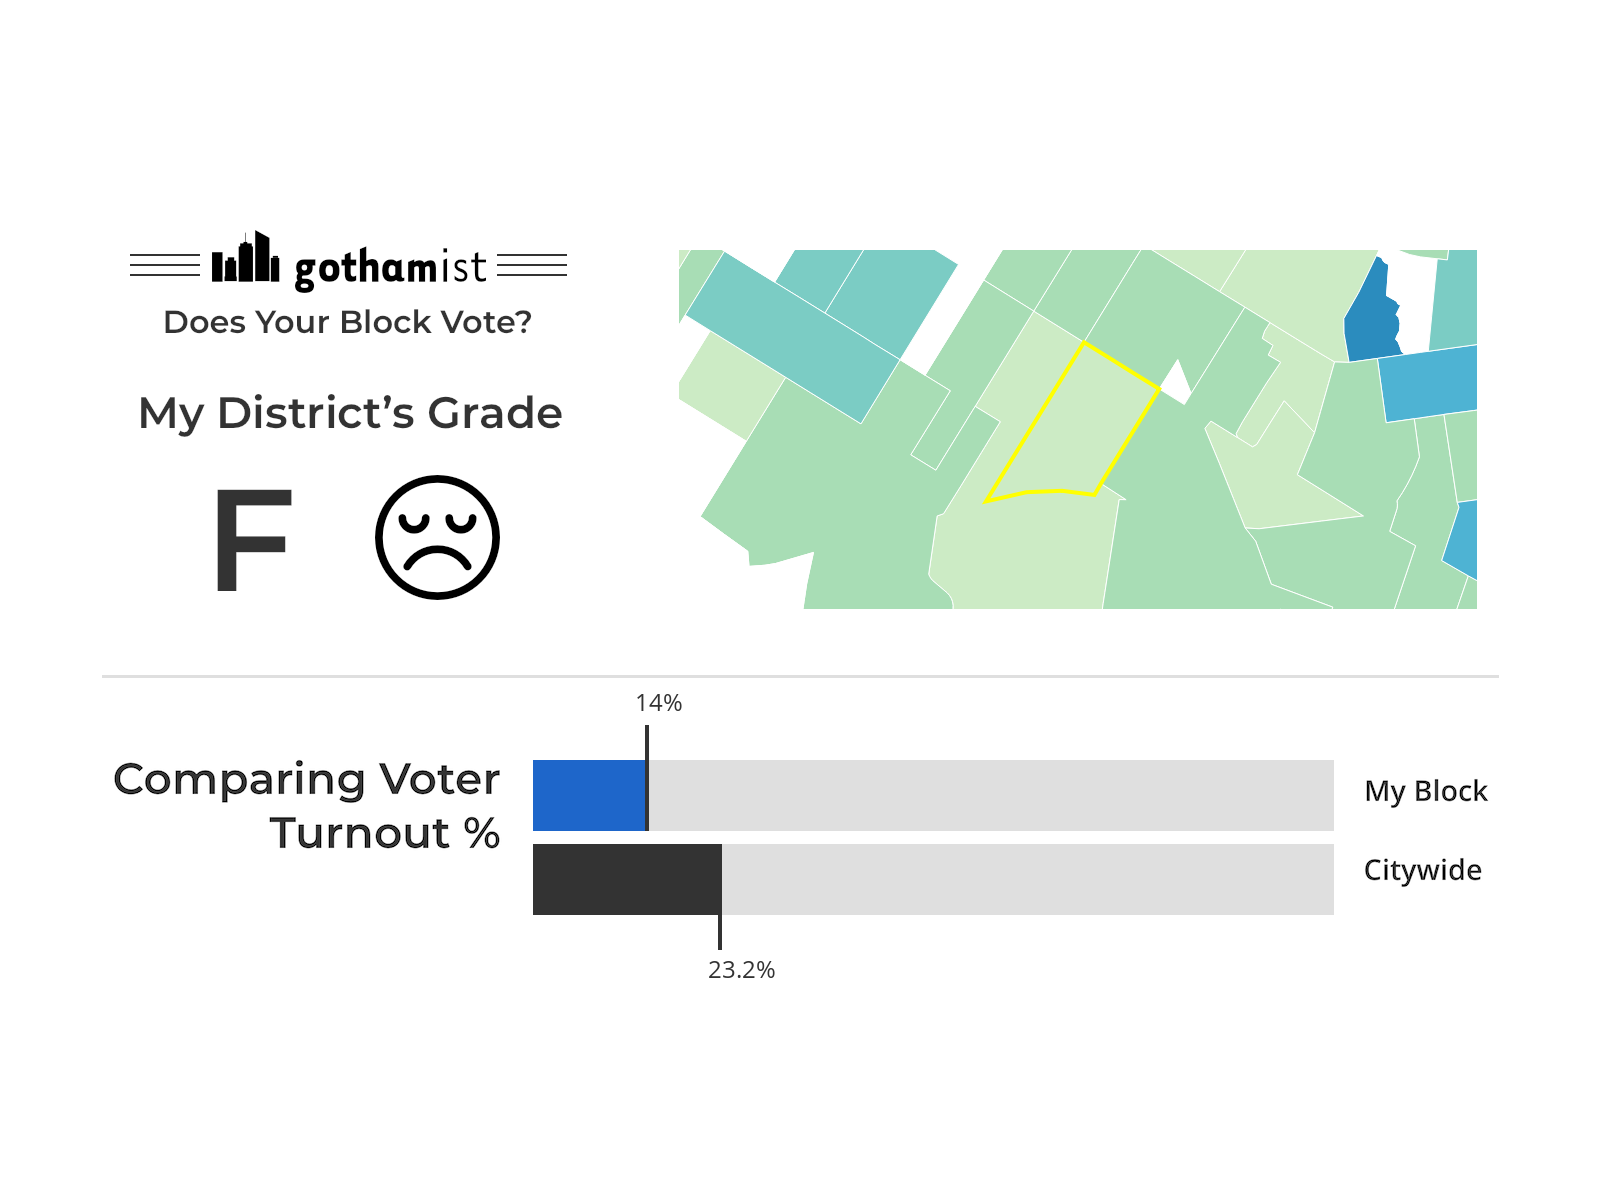 gothamist
Does Your Block Vote?
My District’s Grade
F
14%
Comparing Voter
Turnout %
My Block
Citywide
23.2%